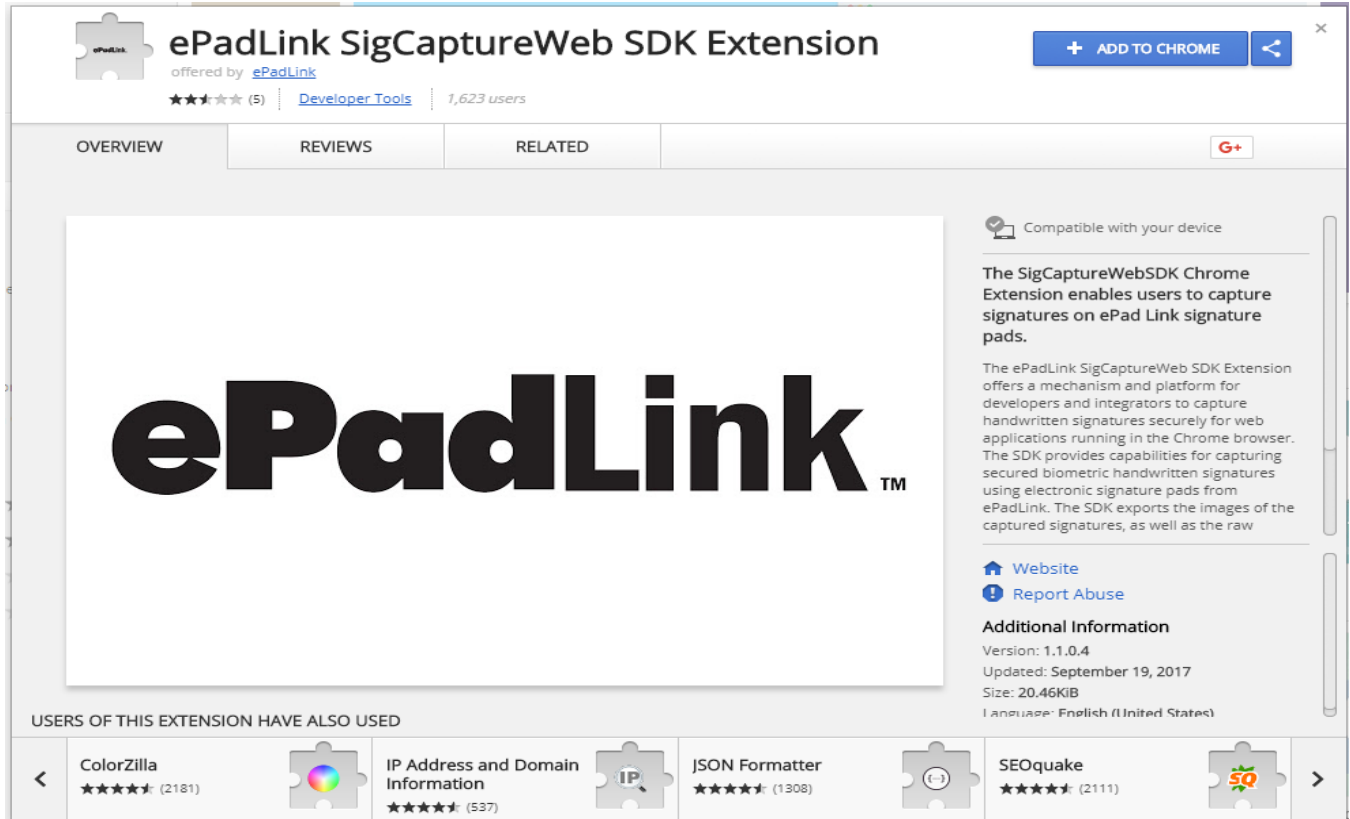 ePadLink.
ePadLink SigCaptureWeb SDK Extension
offered by ePadLink
(5) Developer Tools 1,623 users
+ ADD TO CHROME
×
OVERVIEW REVIEWS RELATED
G+
ePadLink™
Compatible with your device
The SigCaptureWebSDK Chrome
Extension enables users to capture
signatures on ePad Link signature
pads.
The ePadLink SigCaptureWeb SDK Extension
offers a mechanism and platform for
developers and integrators to capture
handwritten signatures securely for web
applications running in the Chrome browser.
The SDK provides capabilities for capturing
secured biometric handwritten signatures
using electronic signature pads from
ePadLink. The SDK exports the images of the
captured signatures, as well as the raw
Website
Report Abuse
Additional Information
Version: 1.1.0.4
Updated: September 19, 2017
Size: 20.46KiB
Language: English (United States)
USERS OF THIS EXTENSION HAVE ALSO USED
ColorZilla
(2181)
IP Address and Domain
Information
(537)
IP
JSON Formatter
(1308)
{--}
SEOquake
(2111)
SQ